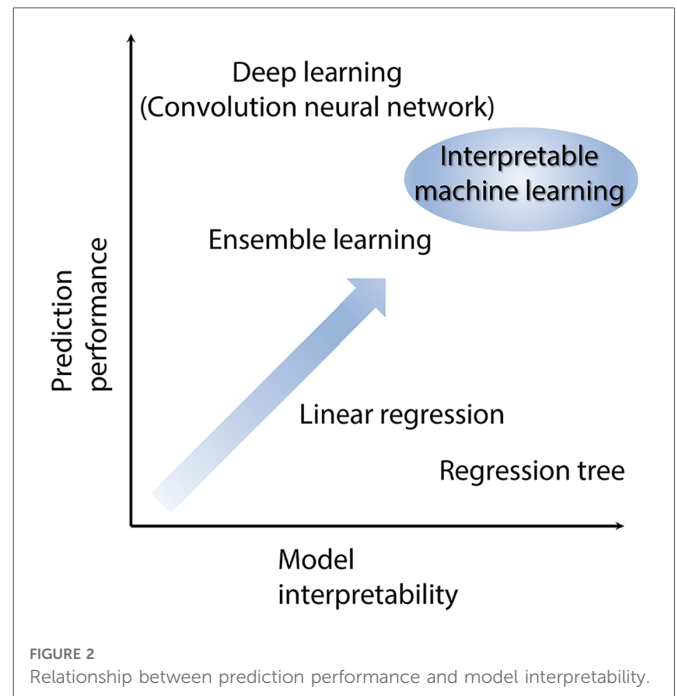 Deep learning
(Convolution neural network)
Interpretable
machine learning
Ensemble learning
Prediction
performance
Linear regression
Regression tree
Model
interpretability
FIGURE 2
Relationship between prediction performance and model interpretability.